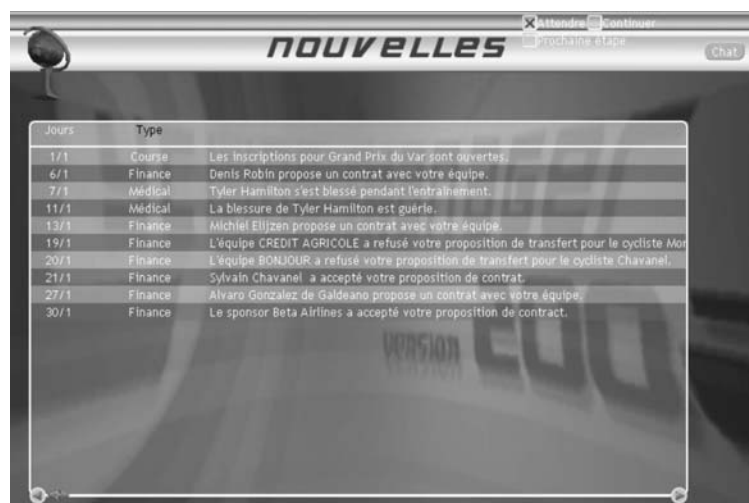 Attendre Continuer
nouvelles
Prochaine étape
Chat
Jours Type
1/1 Course Les inscriptions pour Grand Prix du Var sont ouvertes.
6/1 Finance Denis Robin propose un contrat avec votre équipe.
7/1 Médical Tyler Hamilton s'est blessé pendant l'entraînement.
11/1 Médical La blessure de Tyler Hamilton est guérie.
13/1 Finance Michiel Elijzen propose un contrat avec votre équipe.
19/1 Finance L'équipe CREDIT AGRICOLE a refusé votre proposition de transfert pour le cycliste Mor
20/1 Finance L'équipe BONJOUR a refusé votre proposition de transfert pour le cycliste Chavanel.
21/1 Finance Sylvain Chavanel a accepté votre proposition de contrat.
27/1 Finance Alvaro Gonzalez de Galdeano propose un contrat avec votre équipe.
30/1 Finance Le sponsor Beta Airlines a accepté votre proposition de contract.
VERSION